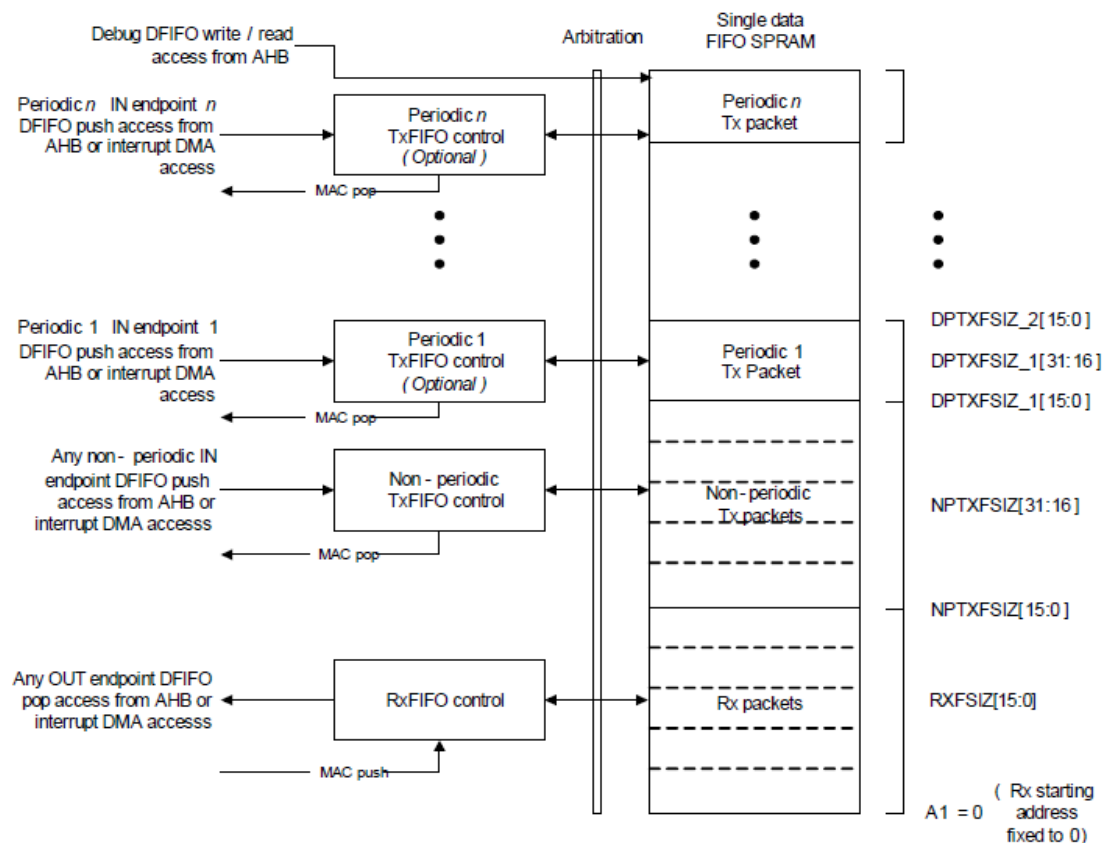 Debug DFIFO write / read
access from AHB
Arbitration
Single data
FIFO SPRAM
Periodic n IN endpoint n
DFIFO push access from
AHB or interrupt DMA
access
Periodic n
TxFIFO control
( Optional )
MAC pop
Periodic n
Tx packet
Periodic 1 IN endpoint 1
DFIFO push access from
AHB or interrupt DMA
access
Periodic 1
TxFIFO control
( Optional )
MAC pop
Periodic 1
Tx Packet
DPTXFSIZ_2[15:0]
DPTXFSIZ_1[31:16]
DPTXFSIZ_1[15:0]
Any non - periodic IN
endpoint DFIFO push
access from AHB or
interrupt DMA accesss
Non - periodic
TxFIFO control
MAC pop
Non - periodic
Tx packets
NPTXFSIZ[31:16]
NPTXFSIZ[15:0]
Any OUT endpoint DFIFO
pop access from AHB or
interrupt DMA accesss
RxFIFO control
MAC push
Rx packets
RXFSIZ[15:0]
A1 = 0 ( Rx starting
address
fixed to 0)